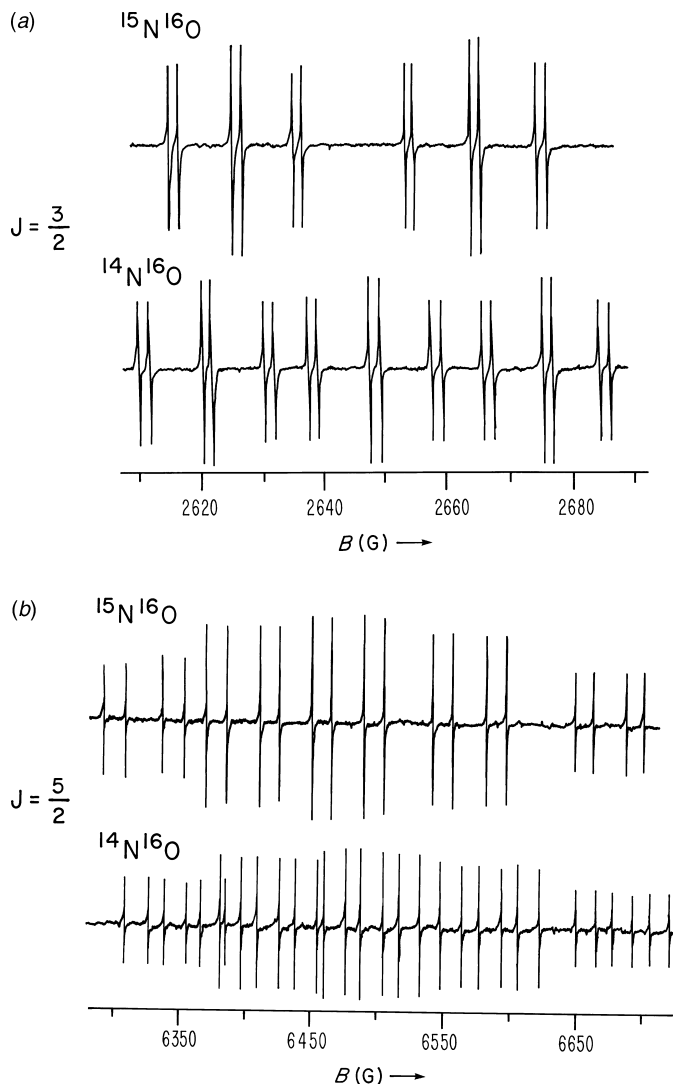 (a)
¹⁵N¹⁶O
J = 3/2
¹⁴N¹⁶O
2620 2640 2660 2680
B (G) →
(b)
¹⁵N¹⁶O
J = 5/2
¹⁴N¹⁶O
6350 6450 6550 6650
B (G) →